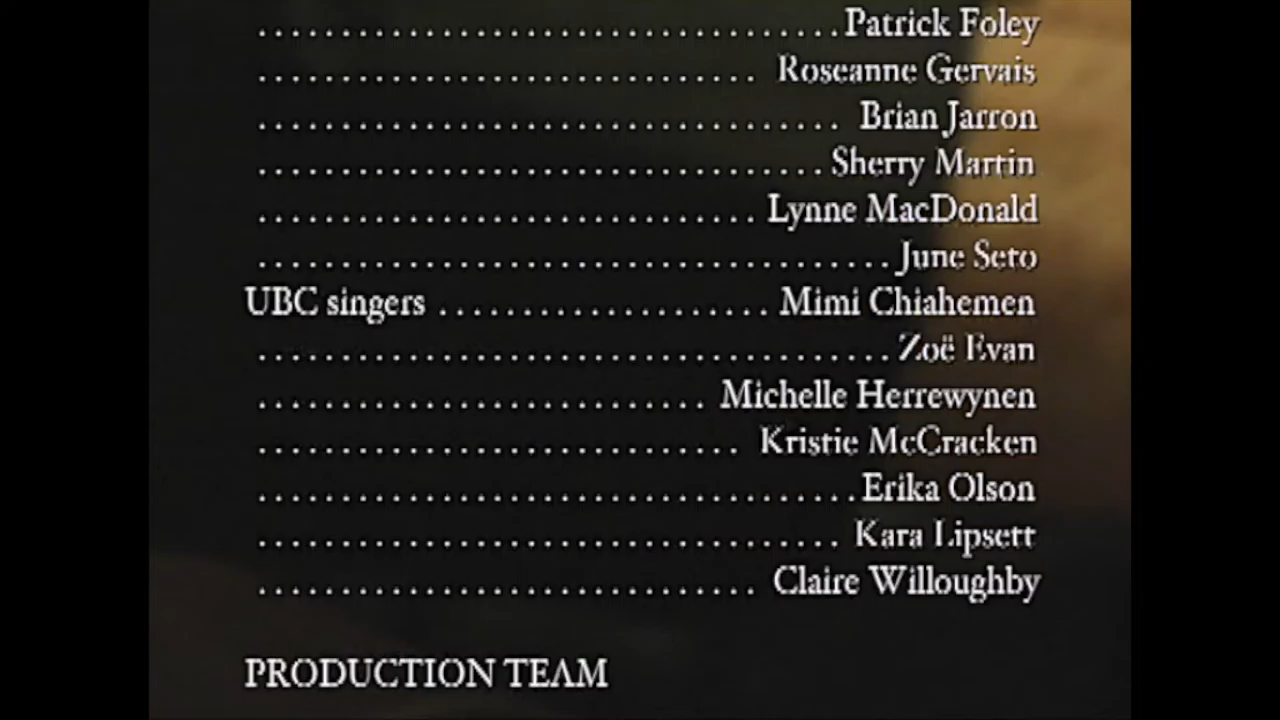 . . . . . . . . . . . . . . . . . . . . . . . . . . . . . . . . . . . . . . . . . . Patrick Foley
. . . . . . . . . . . . . . . . . . . . . . . . . . . . . . . . . . . . Roseanne Gervais
. . . . . . . . . . . . . . . . . . . . . . . . . . . . . . . . . . . . . . . . . . Brian Jarron
. . . . . . . . . . . . . . . . . . . . . . . . . . . . . . . . . . . . . . . . . Sherry Martin
. . . . . . . . . . . . . . . . . . . . . . . . . . . . . . . . . . . . Lynne MacDonald
. . . . . . . . . . . . . . . . . . . . . . . . . . . . . . . . . . . . . . . . . . . . . . June Seto
UBC singers . . . . . . . . . . . . . . . . . . . . . . . . Mimi Chiahemen
. . . . . . . . . . . . . . . . . . . . . . . . . . . . . . . . . . . . . . . . . . . . . . Zoë Evan
. . . . . . . . . . . . . . . . . . . . . . . . . . . . . . . . . Michelle Herrewynen
. . . . . . . . . . . . . . . . . . . . . . . . . . . . . . . . . . . Kristie McCracken
. . . . . . . . . . . . . . . . . . . . . . . . . . . . . . . . . . . . . . . . . . . Erika Olson
. . . . . . . . . . . . . . . . . . . . . . . . . . . . . . . . . . . . . . . . . . Kara Lipsett
. . . . . . . . . . . . . . . . . . . . . . . . . . . . . . . . . . . . Claire Willoughby
PRODUCTION TEAM